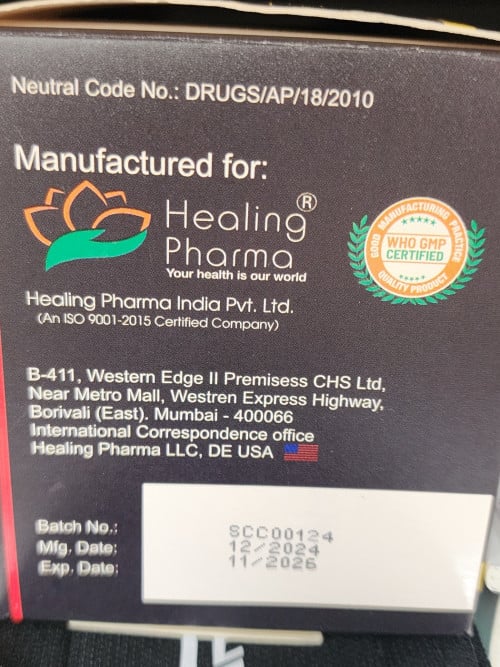 Neutral Code No.: DRUGS/AP/18/2010
Manufactured for:
Healing®
Pharma
Your health is our world
GOOD MANUFACTURING PRACTICE
WHO GMP
CERTIFIED
QUALITY PRODUCT
Healing Pharma India Pvt. Ltd.
(An ISO 9001-2015 Certified Company)
B-411, Western Edge II Premisess CHS Ltd,
Near Metro Mall, Westren Express Highway,
Borivali (East). Mumbai - 400066
International Correspondence office
Healing Pharma LLC, DE USA
Batch No.: SCC00124
Mfg. Date: 12/2024
Exp. Date: 11/2026